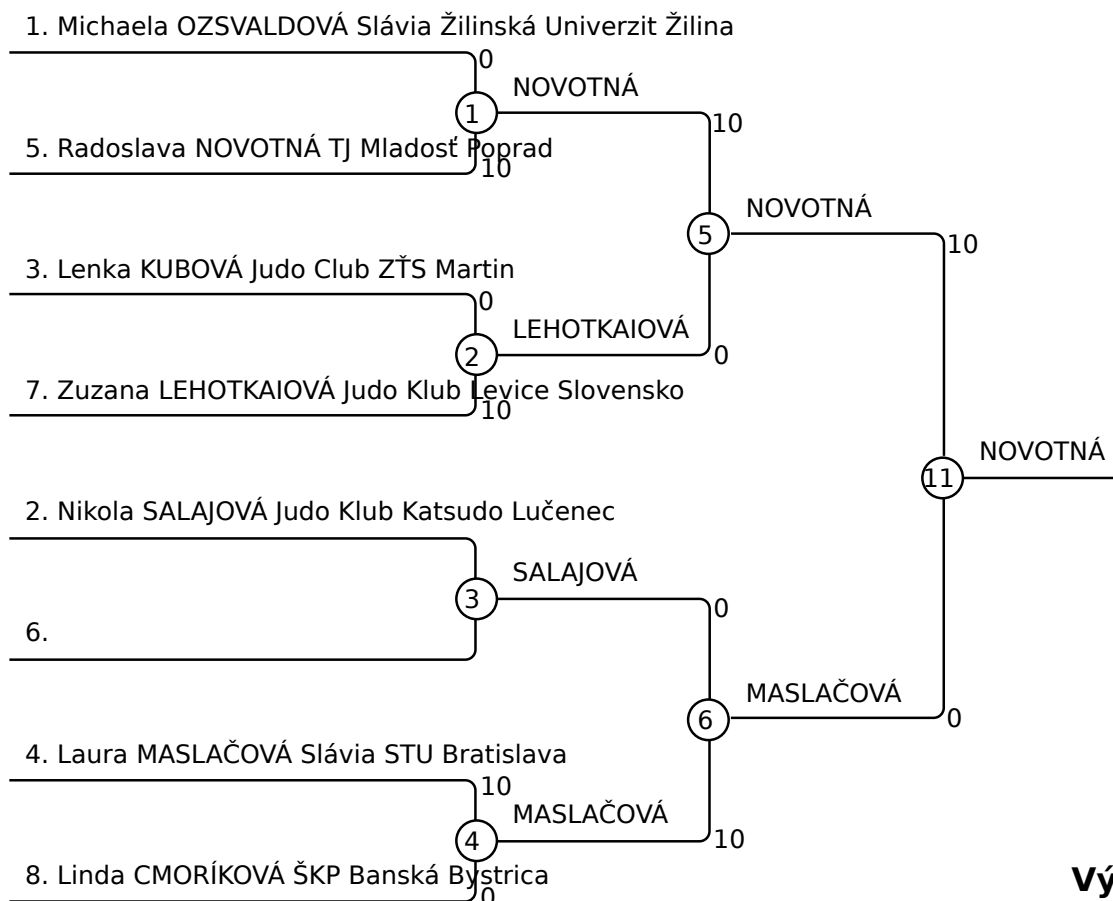 1. Michaela OZSVALDOVÁ Slávia Žilinská Univerzit Žilina
0
NOVOTNÁ
1
10
5. Radoslava NOVOTNÁ TJ Mladosť Poprad
10
NOVOTNÁ
5
10
3. Lenka KUBOVÁ Judo Club ZŤS Martin
0
LEHOTKAIOVÁ
2
0
7. Zuzana LEHOTKAIOVÁ Judo Klub Levice Slovensko
10
NOVOTNÁ
11
2. Nikola SALAJOVÁ Judo Klub Katsudo Lučenec
SALAJOVÁ
3
0
6.
MASLAČOVÁ
6
0
4. Laura MASLAČOVÁ Slávia STU Bratislava
10
MASLAČOVÁ
4
10
8. Linda CMORÍKOVÁ ŠKP Banská Bystrica
0
Vý